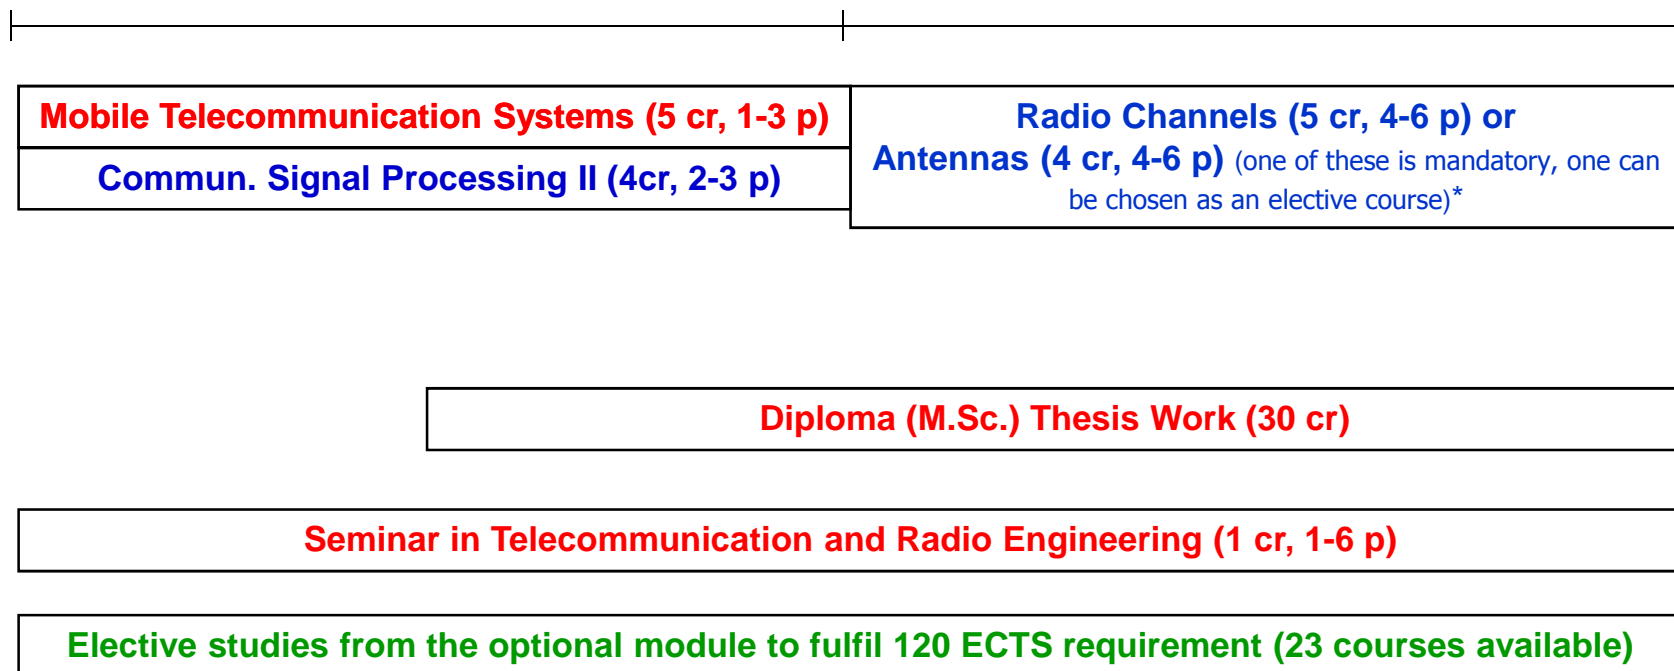 Mobile Telecommunication Systems (5 cr, 1-3 p)
Commun. Signal Processing II (4cr, 2-3 p)
Radio Channels (5 cr, 4-6 p) or
Antennas (4 cr, 4-6 p) (one of these is mandatory, one can
be chosen as an elective course)*
Diploma (M.Sc.) Thesis Work (30 cr)
Seminar in Telecommunication and Radio Engineering (1 cr, 1-6 p)
Elective studies from the optional module to fulfil 120 ECTS requirement (23 courses available)